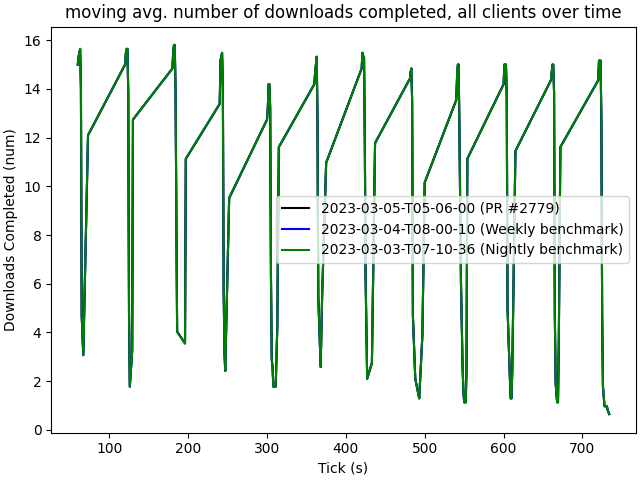 moving avg. number of downloads completed, all clients over time
16
14
12
10
8
6
4
2
0
Downloads Completed (num)
2023-03-05-T05-06-00 (PR #2779)
2023-03-04-T08-00-10 (Weekly benchmark)
2023-03-03-T07-10-36 (Nightly benchmark)
100 200 300 400 500 600 700
Tick (s)